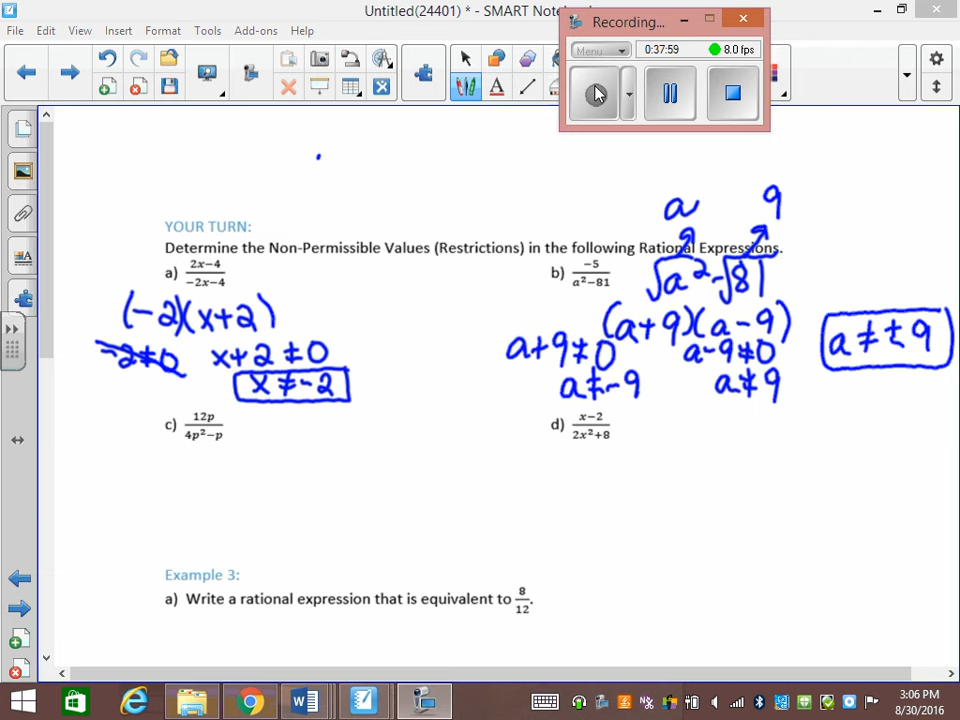 Untitled(24401) * - SMART Notebo
Recording...
File Edit View Insert Format Tools Add-ons Help
Menu 0:37:59 8.0 fps
a 9
YOUR TURN:
Determine the Non-Permissible Values (Restrictions) in the following Rational Expressions.
a) 2x−4 / −2x−4
b) −5 / a²−81
√a² - √81
(-2)(x+2)
(a+9)(a-9)
-2≠0 x+2≠0
a+9≠0 a-9≠0
a≠±9
x≠-2
a≠-9 a≠9
c) 12p / 4p²−p
d) x−2 / 2x²+8
Example 3:
a) Write a rational expression that is equivalent to 8/12.
3:06 PM
8/30/2016